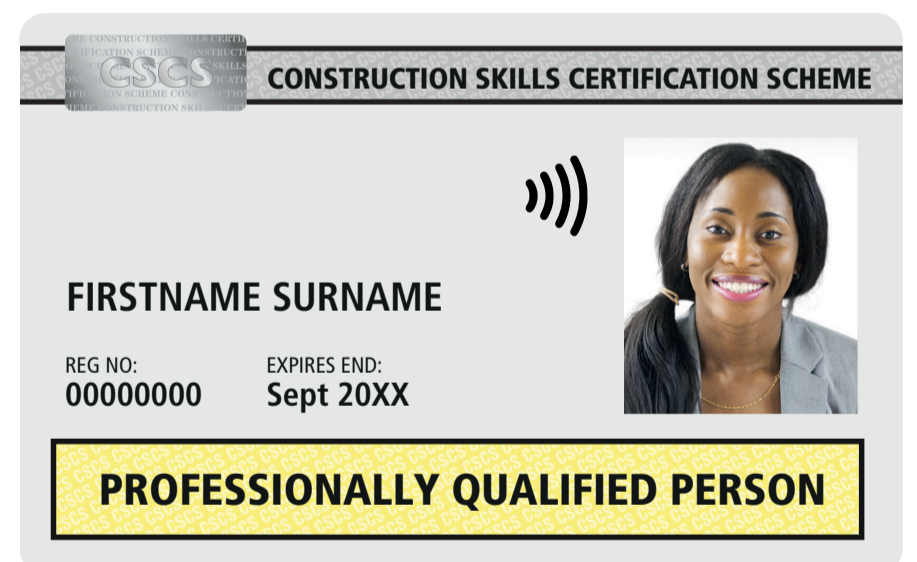 CSCS
CONSTRUCTION SKILLS CERTIFICATION SCHEME
FIRSTNAME SURNAME
REG NO:
00000000
EXPIRES END:
Sept 20XX
PROFESSIONALLY QUALIFIED PERSON